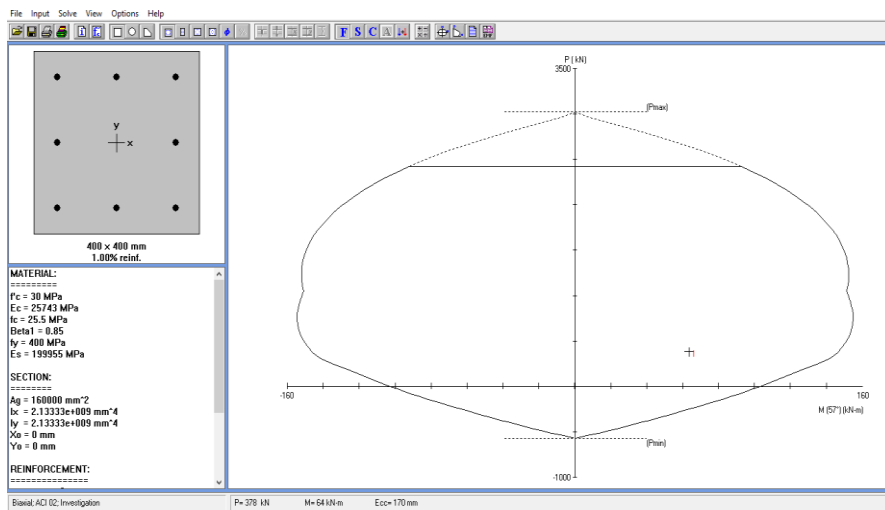 File Input Solve View Options Help
F S C A
y
x
400 x 400 mm
1.00% reinf.
MATERIAL:
=========
f'c = 30 MPa
Ec = 25743 MPa
fc = 25.5 MPa
Beta1 = 0.85
fy = 400 MPa
Es = 199955 MPa
SECTION:
========
Ag = 160000 mm^2
Ix = 2.13333e+009 mm^4
Iy = 2.13333e+009 mm^4
Xo = 0 mm
Yo = 0 mm
REINFORCEMENT:
===============
P ( kN)
3500
(Pmax)
1
-160
160
M (57°) (kN-m)
(Pmin)
-1000
Biaxial; ACI 02; Investigation
P= 378 kN M= 64 kN-m Ecc= 170 mm